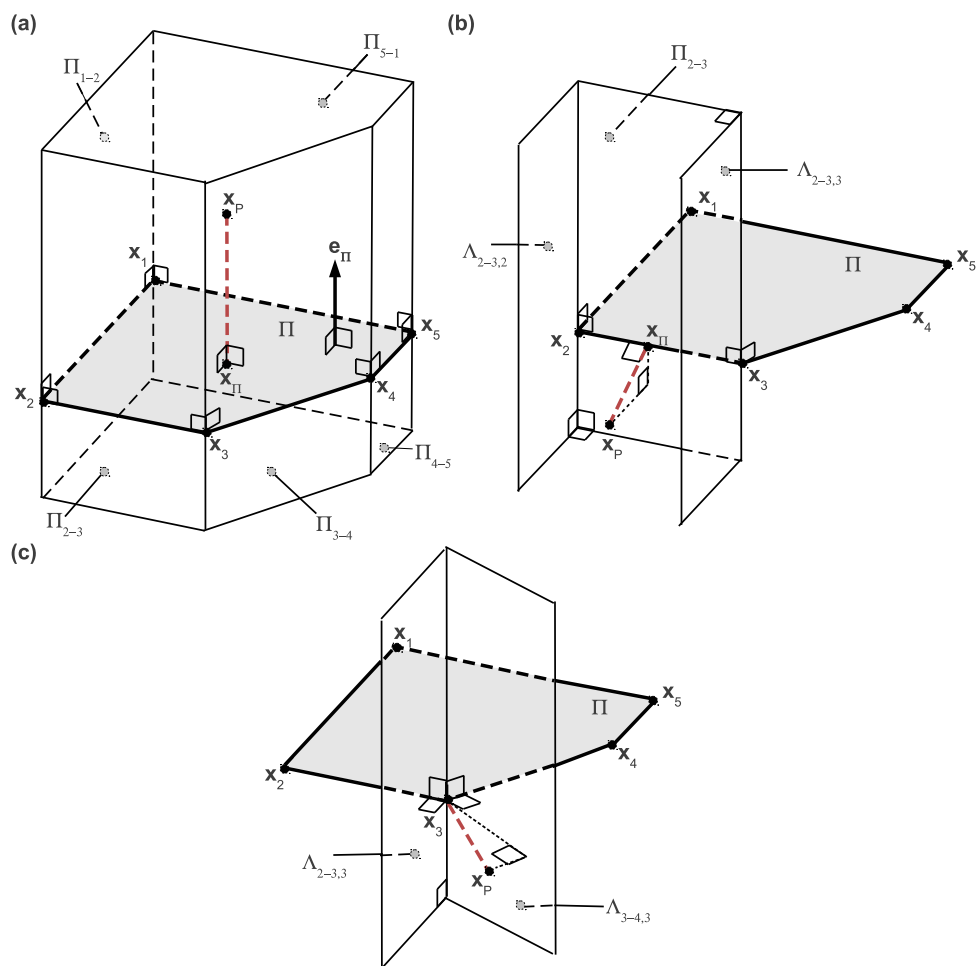 (a)
Π5–1
Π1–2
xP
eΠ
x1
Π
x5
xΠ
x4
x2
x3
Π4–5
Π2–3
Π3–4
(b)
Π2–3
Λ2–3,3
x1
Λ2–3,2
Π
x5
x4
x2
xΠ
x3
xP
(c)
x1
Π
x5
x4
x2
x3
Λ2–3,3
xP
Λ3–4,3